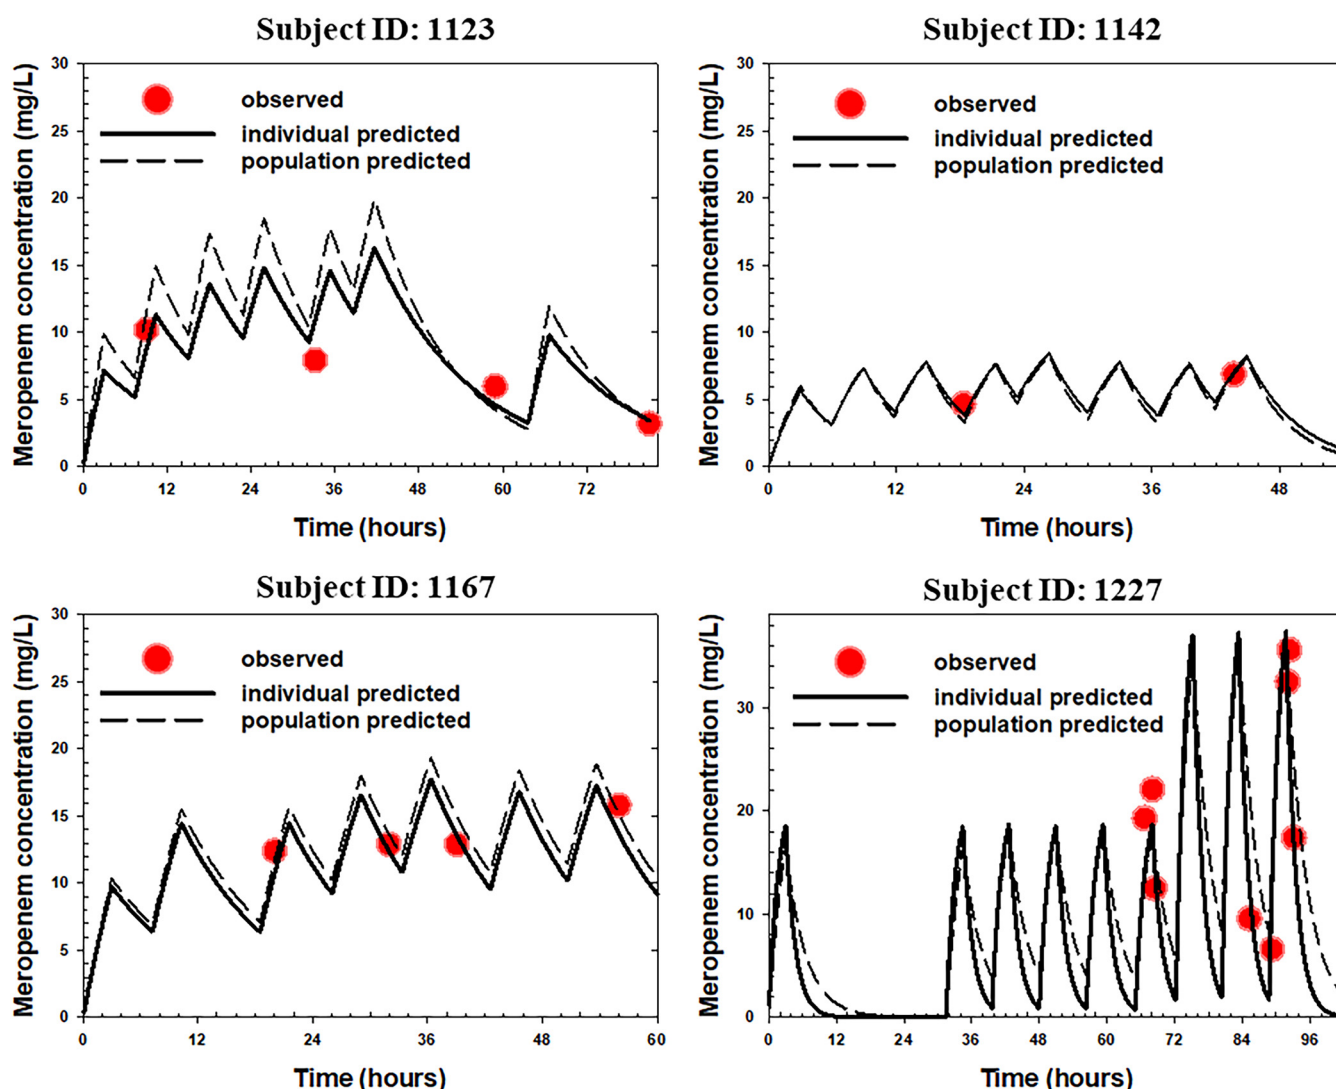 Subject ID: 1123
Meropenem concentration (mg/L)
30
25
20
15
10
5
0
observed
individual predicted
population predicted
0 12 24 36 48 60 72
Time (hours)
Subject ID: 1142
Meropenem concentration (mg/L)
30
25
20
15
10
5
0
observed
individual predicted
population predicted
0 12 24 36 48
Time (hours)
Subject ID: 1167
Meropenem concentration (mg/L)
30
25
20
15
10
5
0
observed
individual predicted
population predicted
0 12 24 36 48 60
Time (hours)
Subject ID: 1227
Meropenem concentration (mg/L)
30
20
10
0
observed
individual predicted
population predicted
0 12 24 36 48 60 72 84 96
Time (hours)